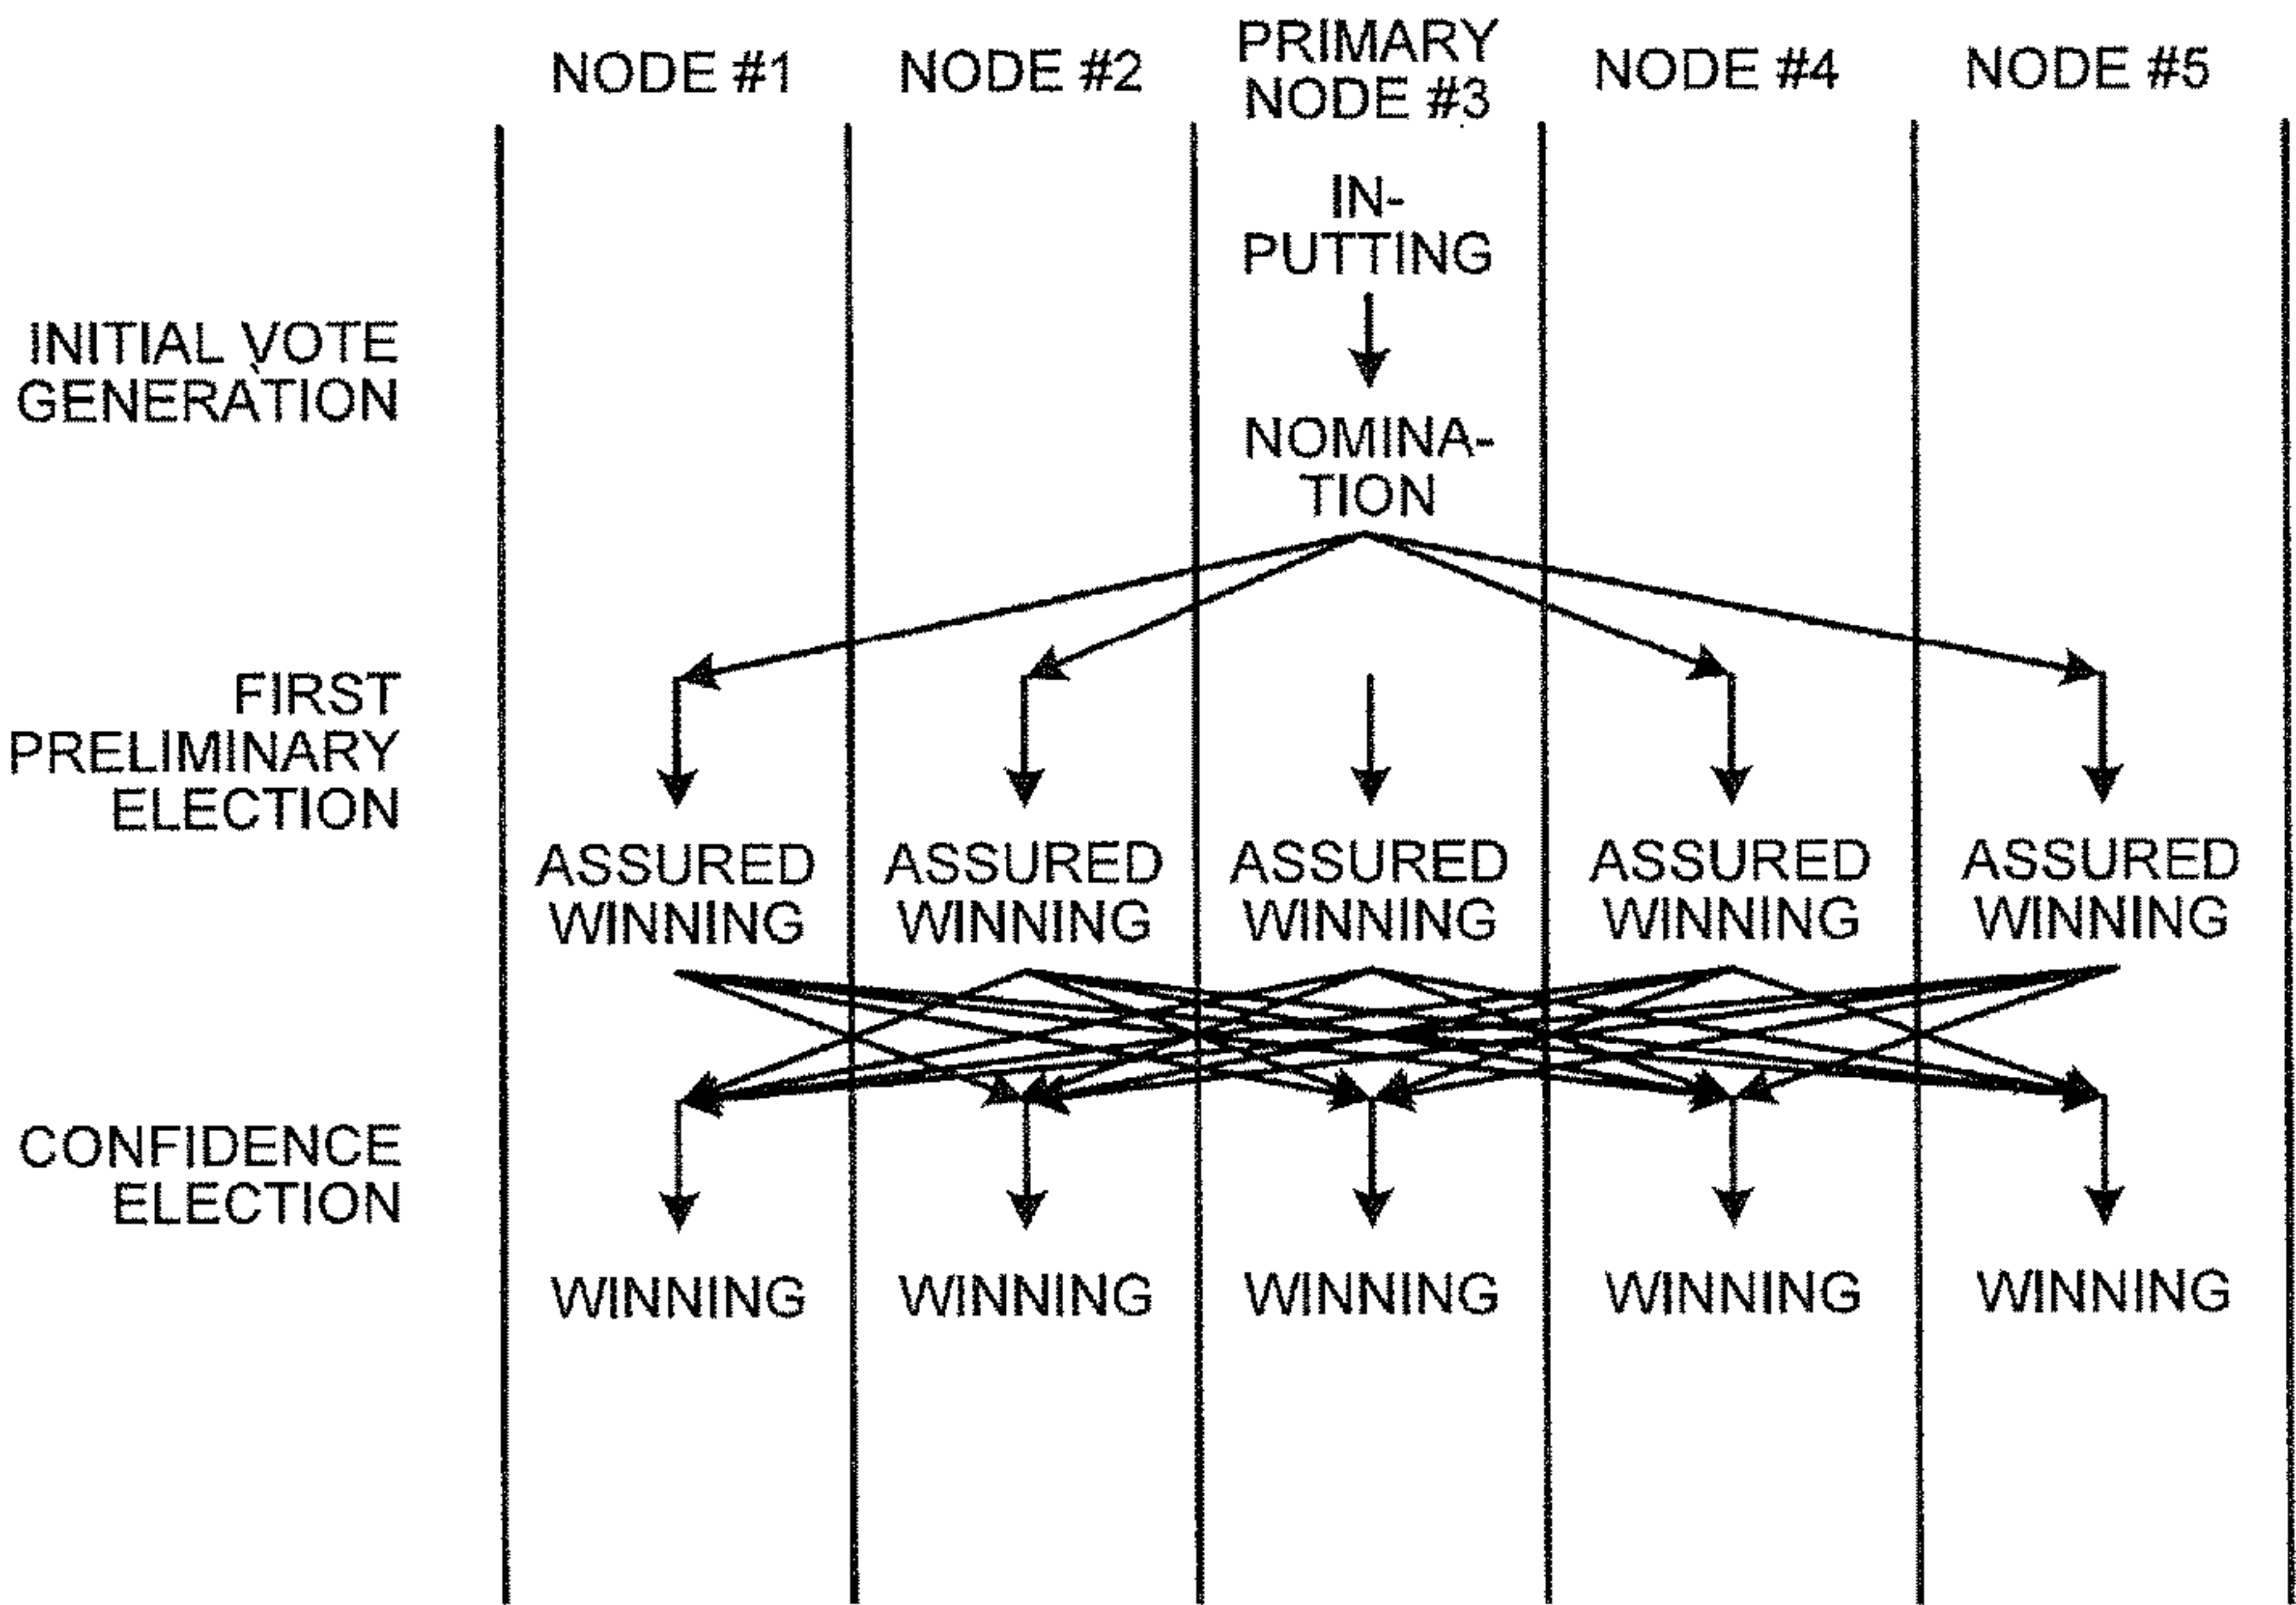 NODE #1
NODE #2
PRIMARY
NODE #3
NODE #4
NODE #5
IN-
PUTTING
INITIAL VOTE
GENERATION
NOMINA-
TION
FIRST
PRELIMINARY
ELECTION
ASSURED
WINNING
ASSURED
WINNING
ASSURED
WINNING
ASSURED
WINNING
ASSURED
WINNING
CONFIDENCE
ELECTION
WINNING
WINNING
WINNING
WINNING
WINNING